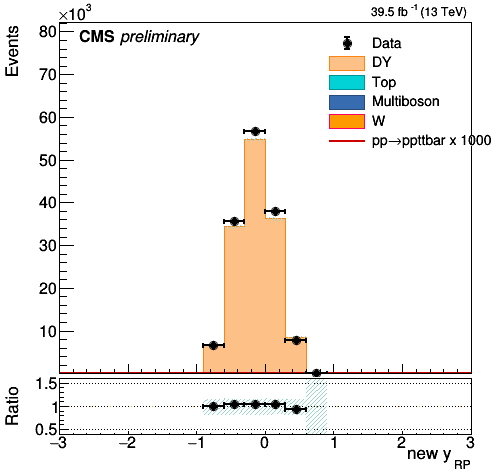 ×10³
39.5 fb⁻¹ (13 TeV)
CMS preliminary
Events
80
70
60
50
40
30
20
10
Data
DY
Top
Multiboson
W
pp→ppttbar x 1000
Ratio
1.5
1
0.5
−3 −2 −1 0 1 2 3
new y_RP